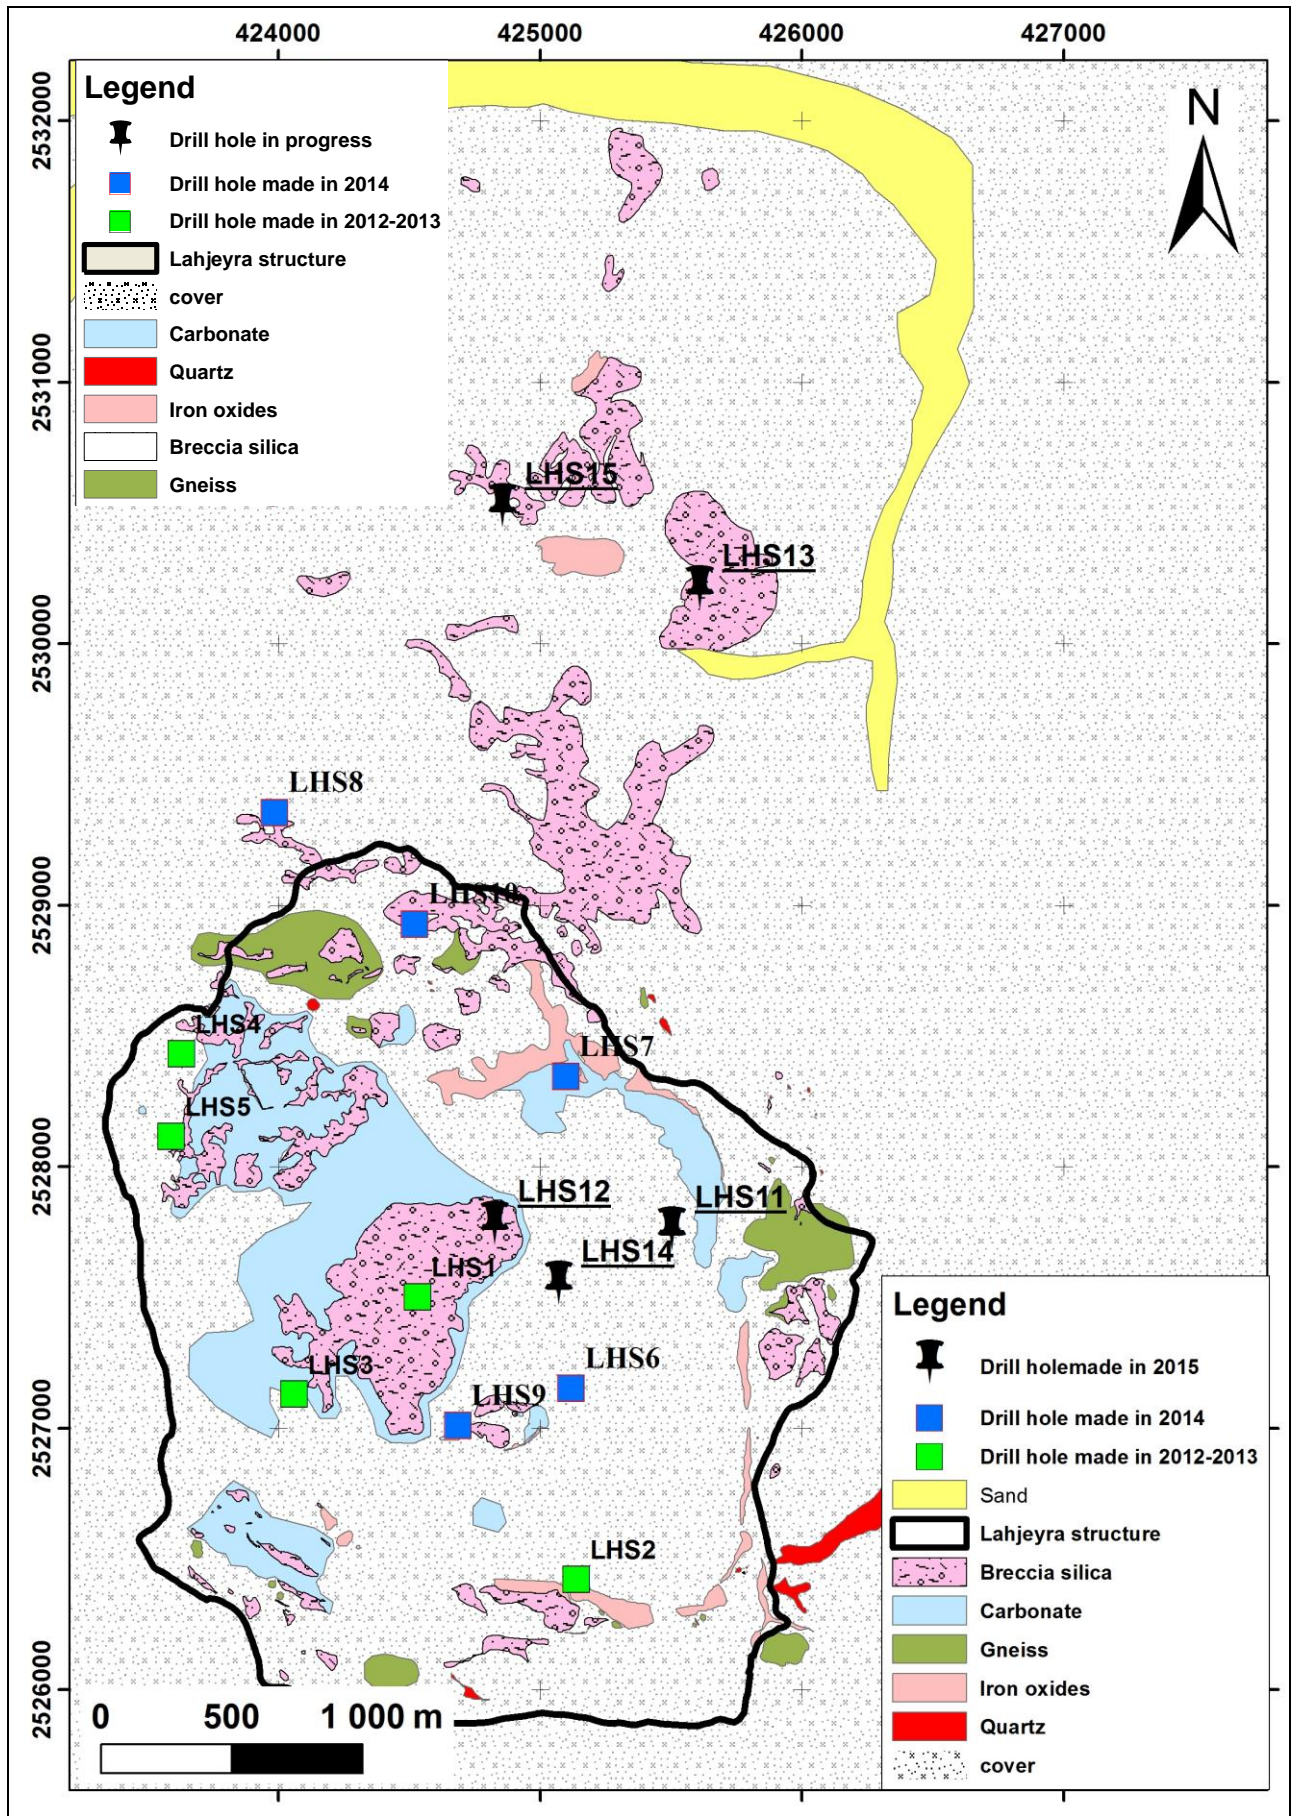 424000 425000 426000 427000
2532000
2531000
2530000
2529000
2528000
2527000
2526000
Legend
Drill hole in progress
Drill hole made in 2014
Drill hole made in 2012-2013
Lahjeyra structure
cover
Carbonate
Quartz
Iron oxides
Breccia silica
Gneiss
N
LHS15
LHS13
LHS8
LHS10
LHS4
LHS7
LHS5
LHS12
LHS11
LHS14
LHS1
LHS3
LHS6
LHS9
LHS2
Legend
Drill holemade in 2015
Drill hole made in 2014
Drill hole made in 2012-2013
Sand
Lahjeyra structure
Breccia silica
Carbonate
Gneiss
Iron oxides
Quartz
cover
0 500 1 000 m